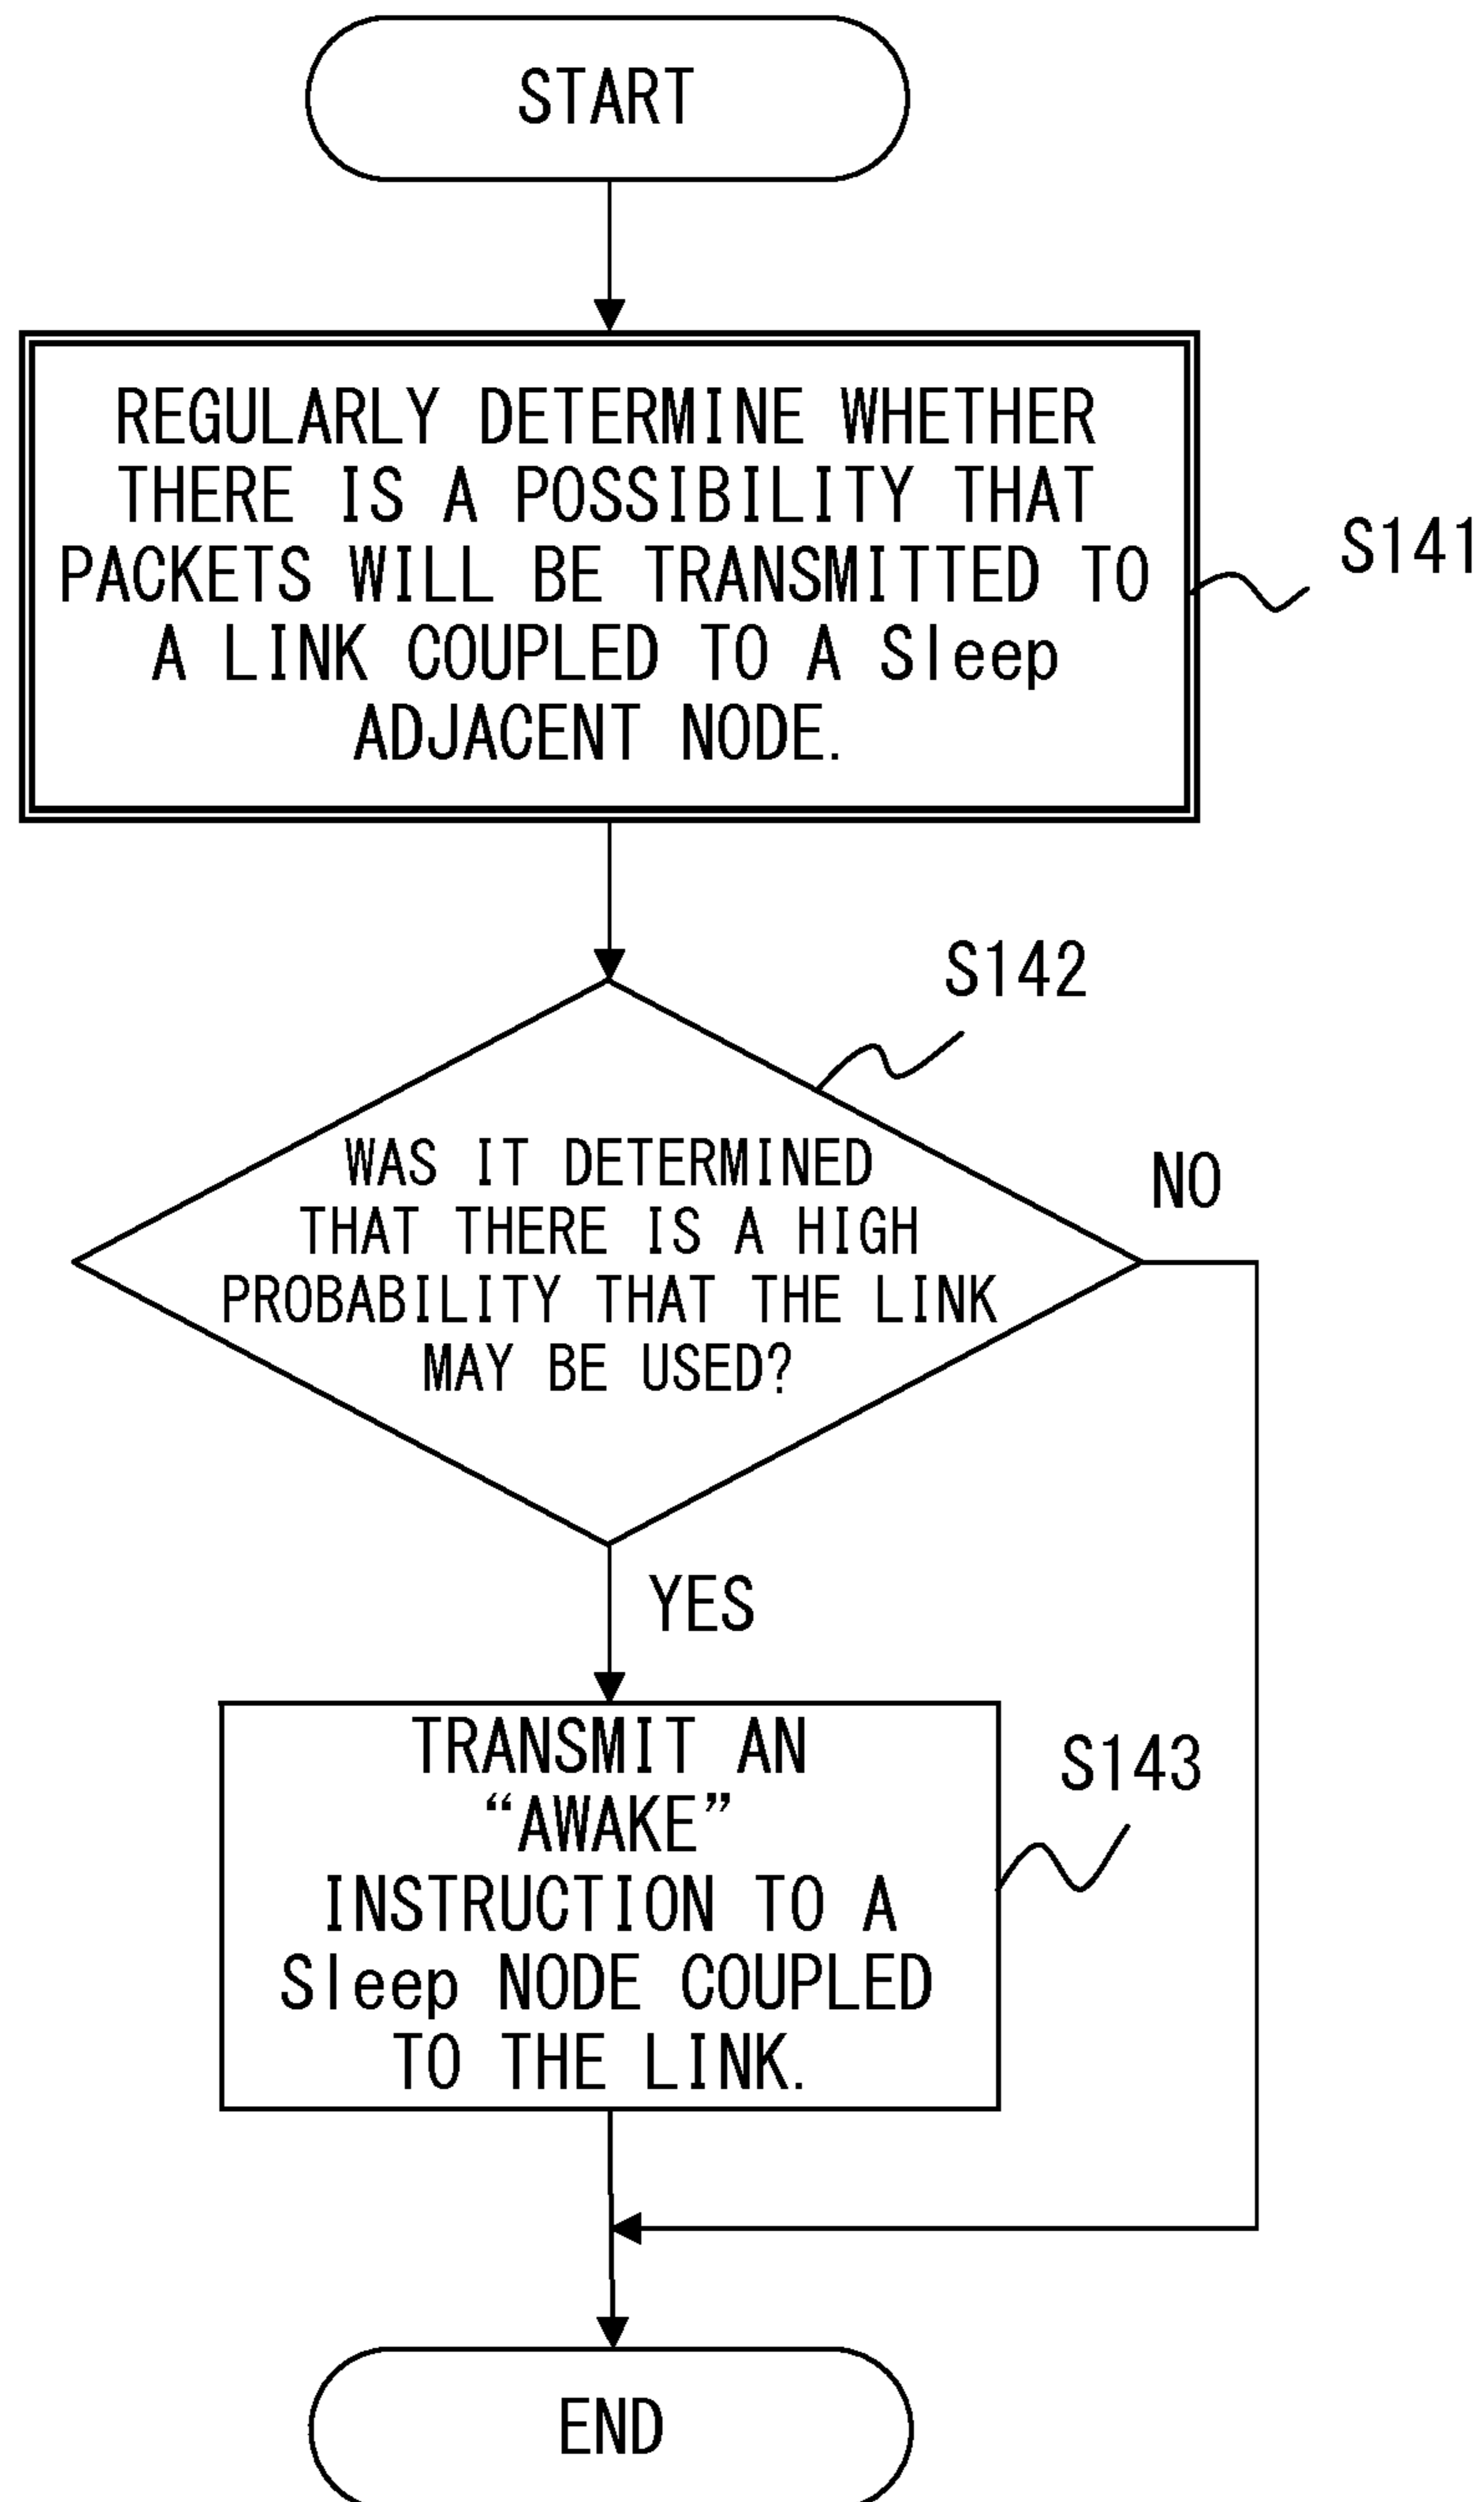 START
REGULARLY DETERMINE WHETHER
THERE IS A POSSIBILITY THAT
PACKETS WILL BE TRANSMITTED TO
A LINK COUPLED TO A Sleep
ADJACENT NODE.
S141
S142
WAS IT DETERMINED
THAT THERE IS A HIGH
PROBABILITY THAT THE LINK
MAY BE USED?
NO
YES
TRANSMIT AN
“AWAKE”
INSTRUCTION TO A
Sleep NODE COUPLED
TO THE LINK.
S143
END